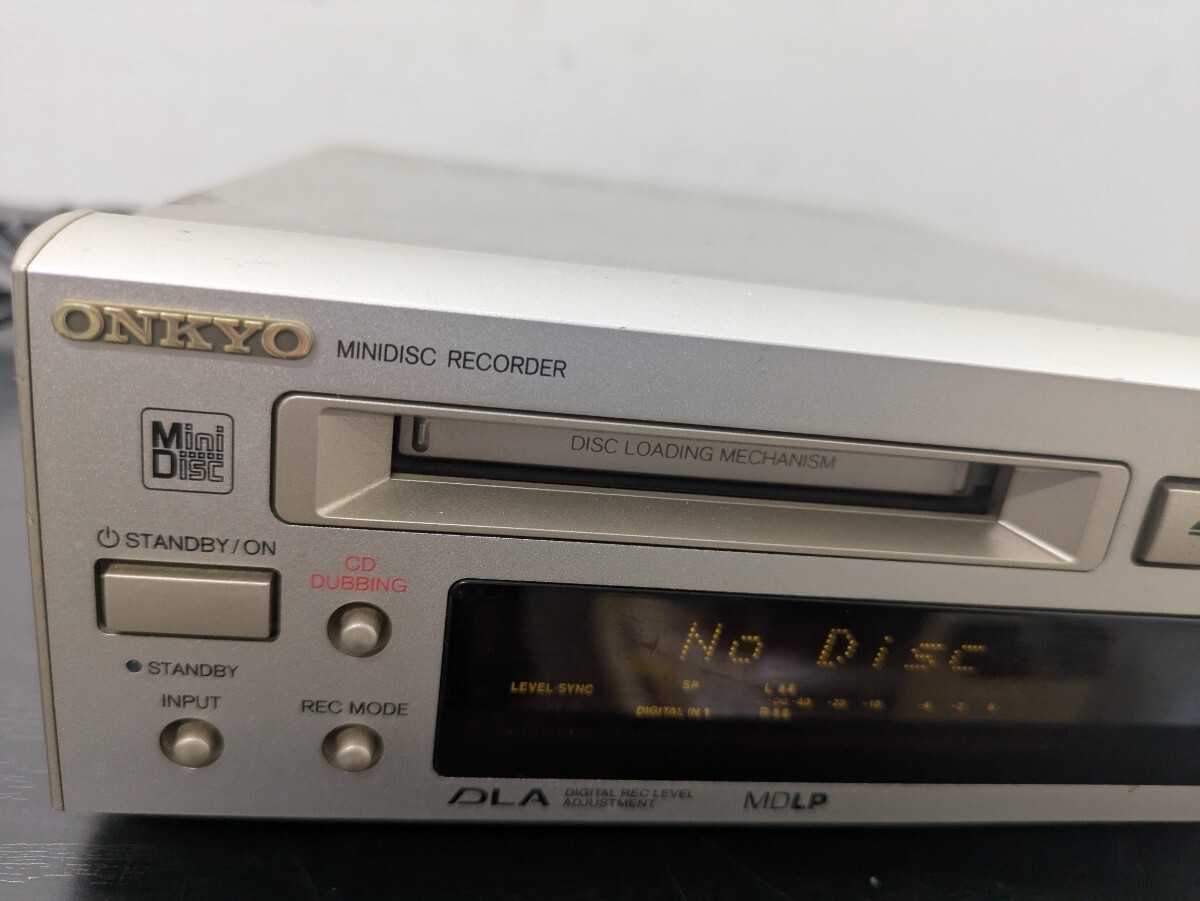 ONKYO MINIDISC RECORDER
Mini
Disc
DISC LOADING MECHANISM
STANDBY/ON
CD
DUBBING
STANDBY
INPUT
REC MODE
No Disc
LEVEL-SYNC SP L
DIGITAL IN 1 R
DLA DIGITAL REC LEVEL
ADJUSTMENT
MDLP